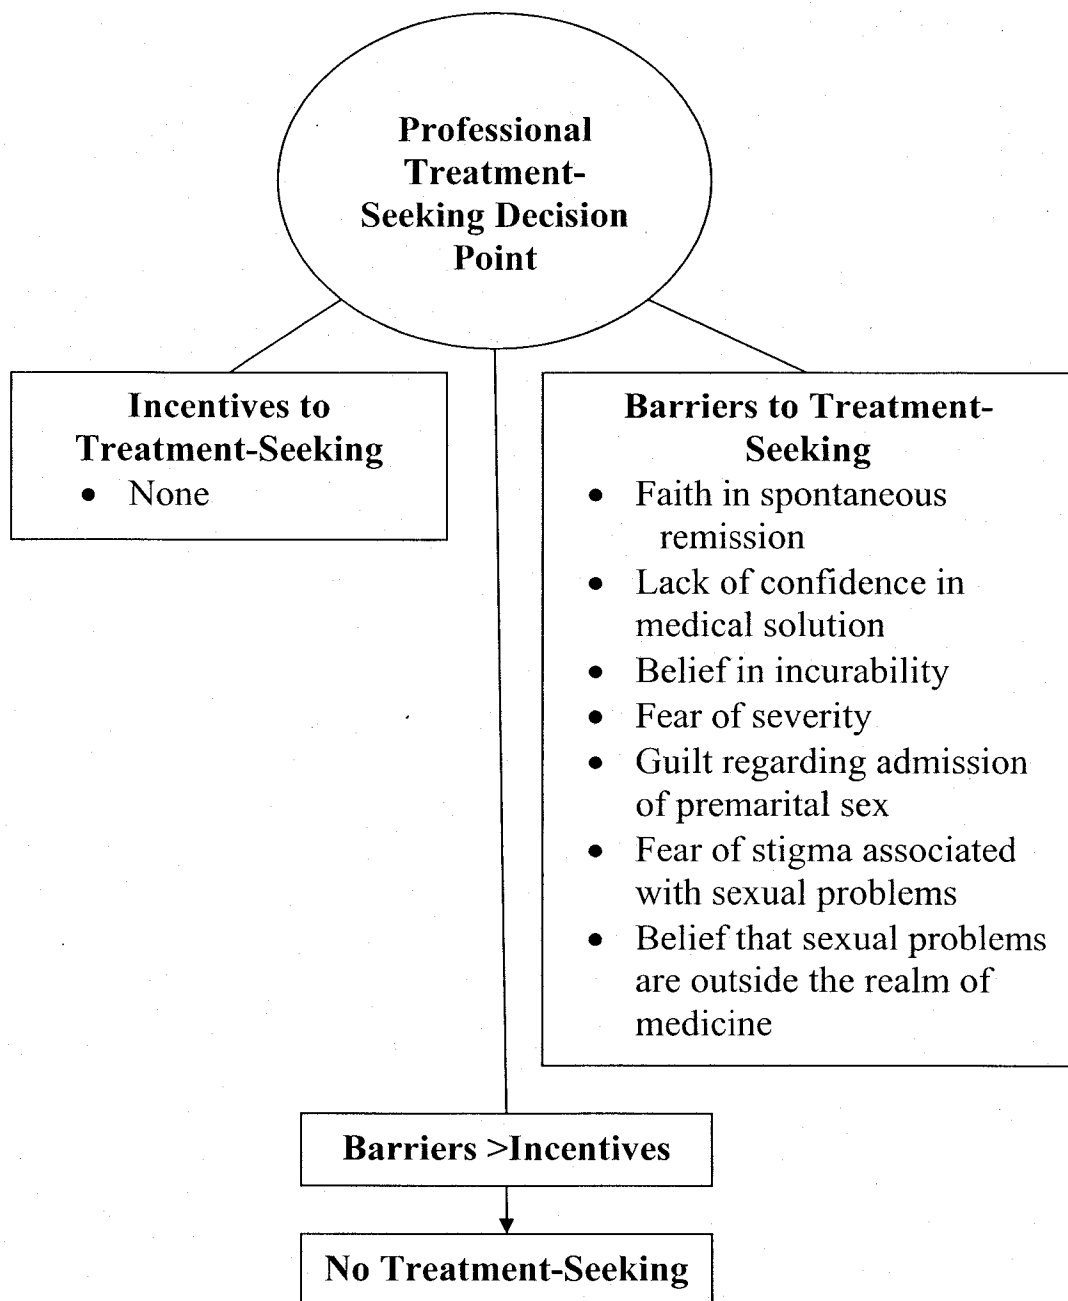 Professional
Treatment-
Seeking Decision
Point
Incentives to
Treatment-Seeking
• None
Barriers to Treatment-
Seeking
• Faith in spontaneous
remission
• Lack of confidence in
medical solution
• Belief in incurability
• Fear of severity
• Guilt regarding admission
of premarital sex
• Fear of stigma associated
with sexual problems
• Belief that sexual problems
are outside the realm of
medicine
Barriers >Incentives
No Treatment-Seeking